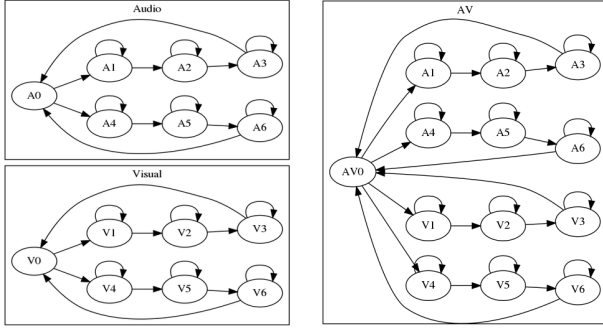 Audio
A0
A1 A2 A3
A4 A5 A6
Visual
V0
V1 V2 V3
V4 V5 V6
AV
AV0
A1 A2 A3
A4 A5 A6
V1 V2 V3
V4 V5 V6